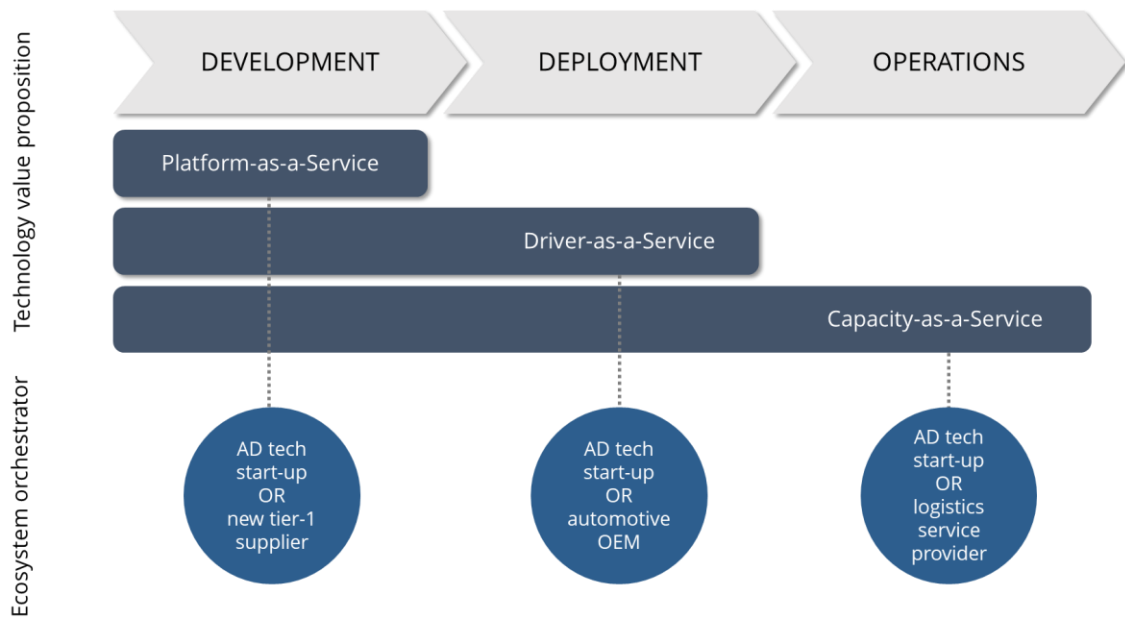 Technology value proposition
DEVELOPMENT
DEPLOYMENT
OPERATIONS
Platform-as-a-Service
Driver-as-a-Service
Capacity-as-a-Service
Ecosystem orchestrator
AD tech
start-up
OR
new tier-1
supplier
AD tech
start-up
OR
automotive
OEM
AD tech
start-up
OR
logistics
service
provider